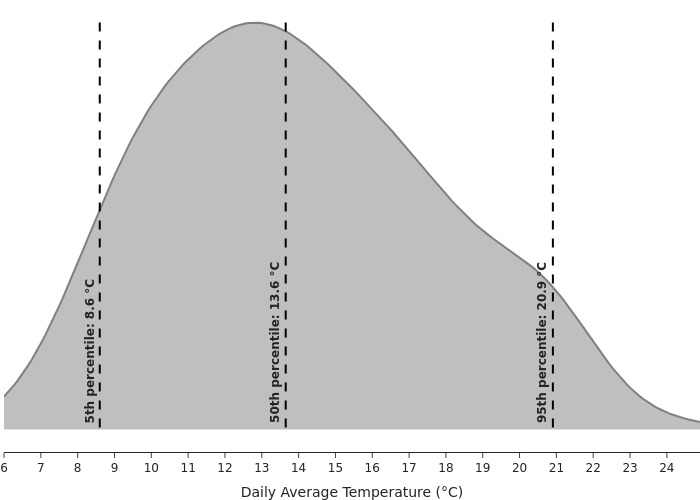 5th percentile: 8.6 °C
50th percentile: 13.6 °C
95th percentile: 20.9 °C
6 7 8 9 10 11 12 13 14 15 16 17 18 19 20 21 22 23 24
Daily Average Temperature (°C)